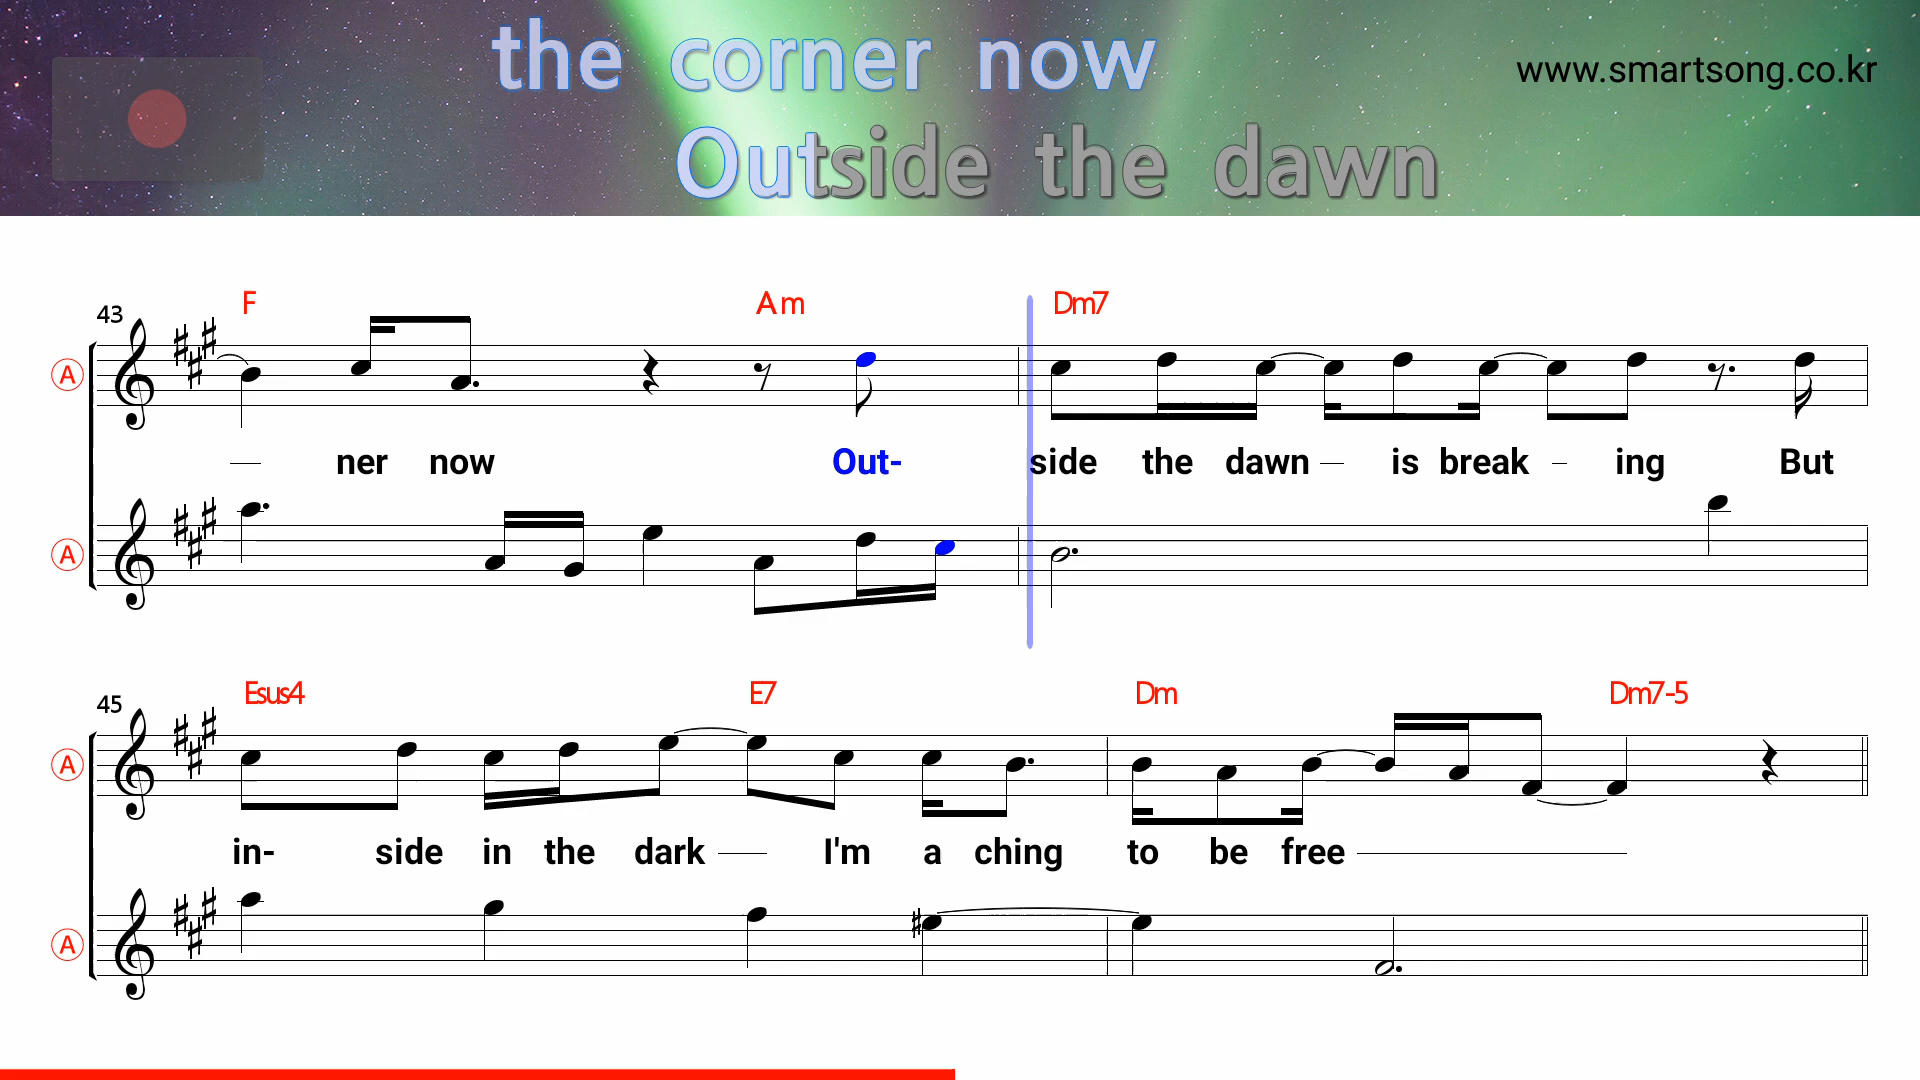 the corner now
www.smartsong.co.kr
Outside the dawn
F Am Dm7
43
A
ner now Out- side the dawn is break ing But
A
Esus4 E7 Dm Dm7-5
45
A
in- side in the dark I'm a ching to be free
A